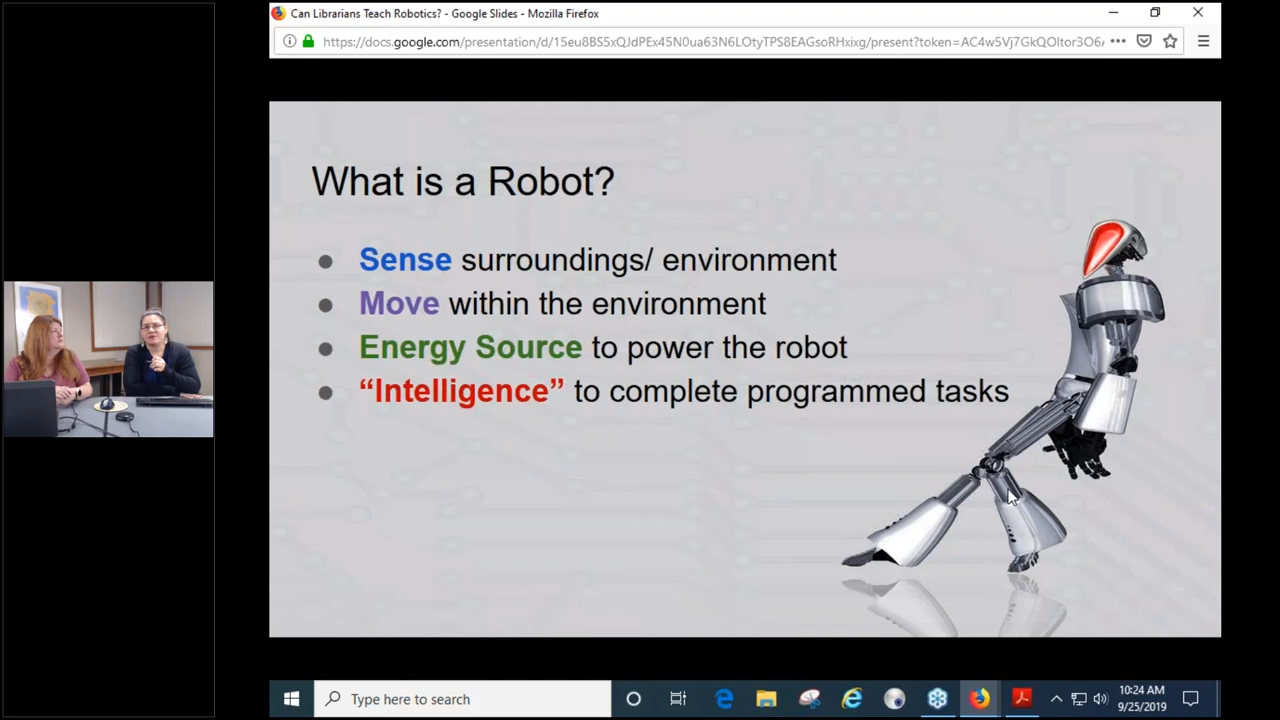 Can Librarians Teach Robotics? - Google Slides - Mozilla Firefox
https://docs.google.com/presentation/d/15eu8BS5xQJdPEx45N0ua63N6LOtyTPS8EAGsoRHxixg/present?token=AC4w5Vj7GkQOltor3O6A
What is a Robot?
● Sense surroundings/ environment
● Move within the environment
● Energy Source to power the robot
● “Intelligence” to complete programmed tasks
Type here to search
10:24 AM
9/25/2019